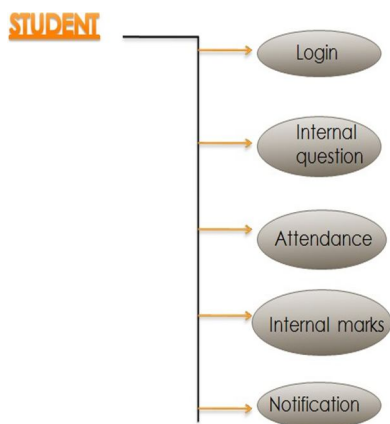 STUDENT
Login
Internal
question
Attendance
Internal marks
Notification